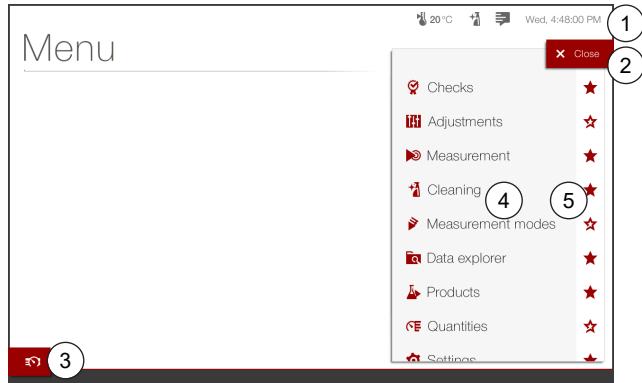 20 °C Wed, 4:48:00 PM 1
Menu
Close 2
Checks
Adjustments
Measurement
Cleaning 4 5
Measurement modes
Data explorer
Products
Quantities
Settings
3